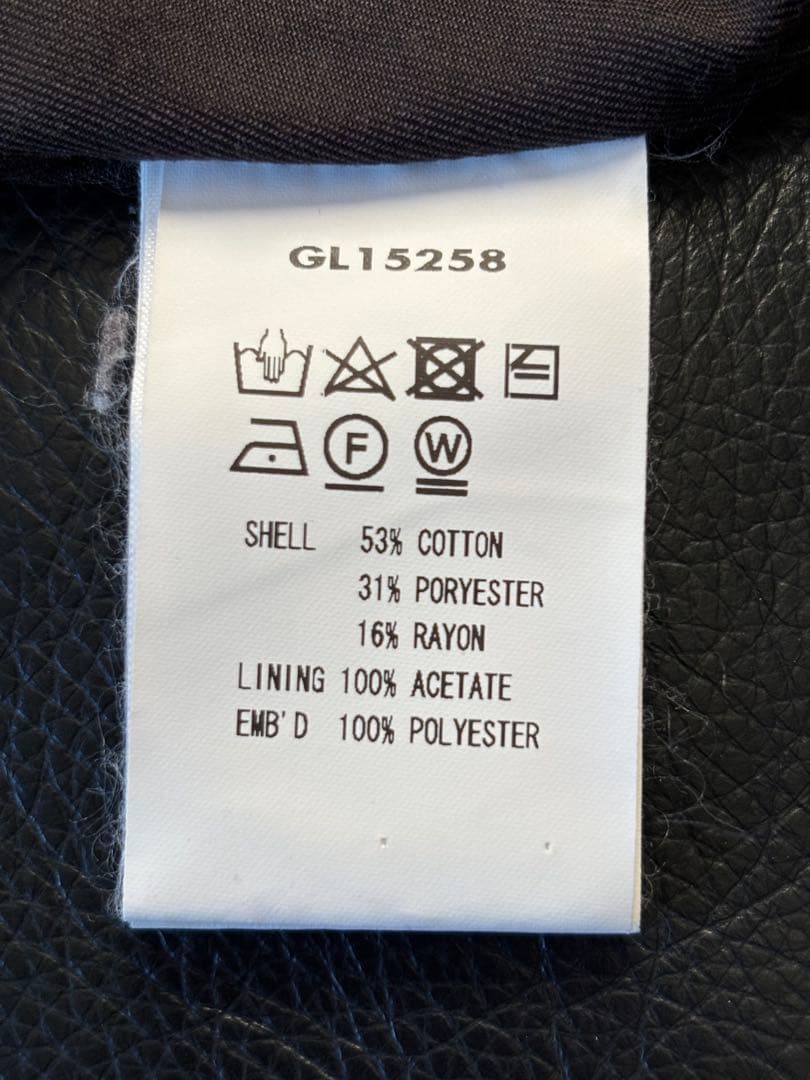 GL15258
F W
SHELL 53% COTTON
31% PORYESTER
16% RAYON
LINING 100% ACETATE
EMB'D 100% POLYESTER